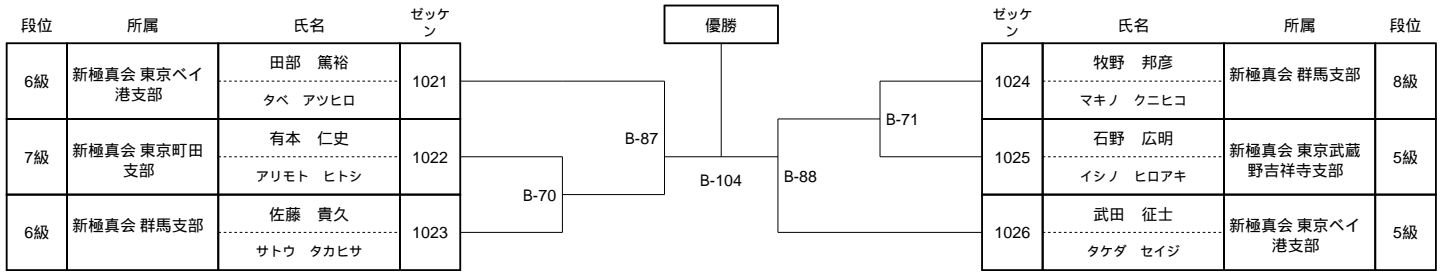 段位 所属 氏名 ゼッケ
ン
優勝
ゼッケ
ン 氏名 所属 段位
6級 新極真会 東京ベイ
港支部 田部 篤裕
タベ アツヒロ 1021
7級 新極真会 東京町田
支部 有本 仁史
アリモト ヒトシ 1022
6級 新極真会 群馬支部 佐藤 貴久
サトウ タカヒサ 1023
B-87
B-70
B-104
B-71
B-88
1024 牧野 邦彦
マキノ クニヒコ 新極真会 群馬支部 8級
1025 石野 広明
イシノ ヒロアキ 新極真会 東京武蔵
野吉祥寺支部 5級
1026 武田 征士
タケダ セイジ 新極真会 東京ベイ
港支部 5級